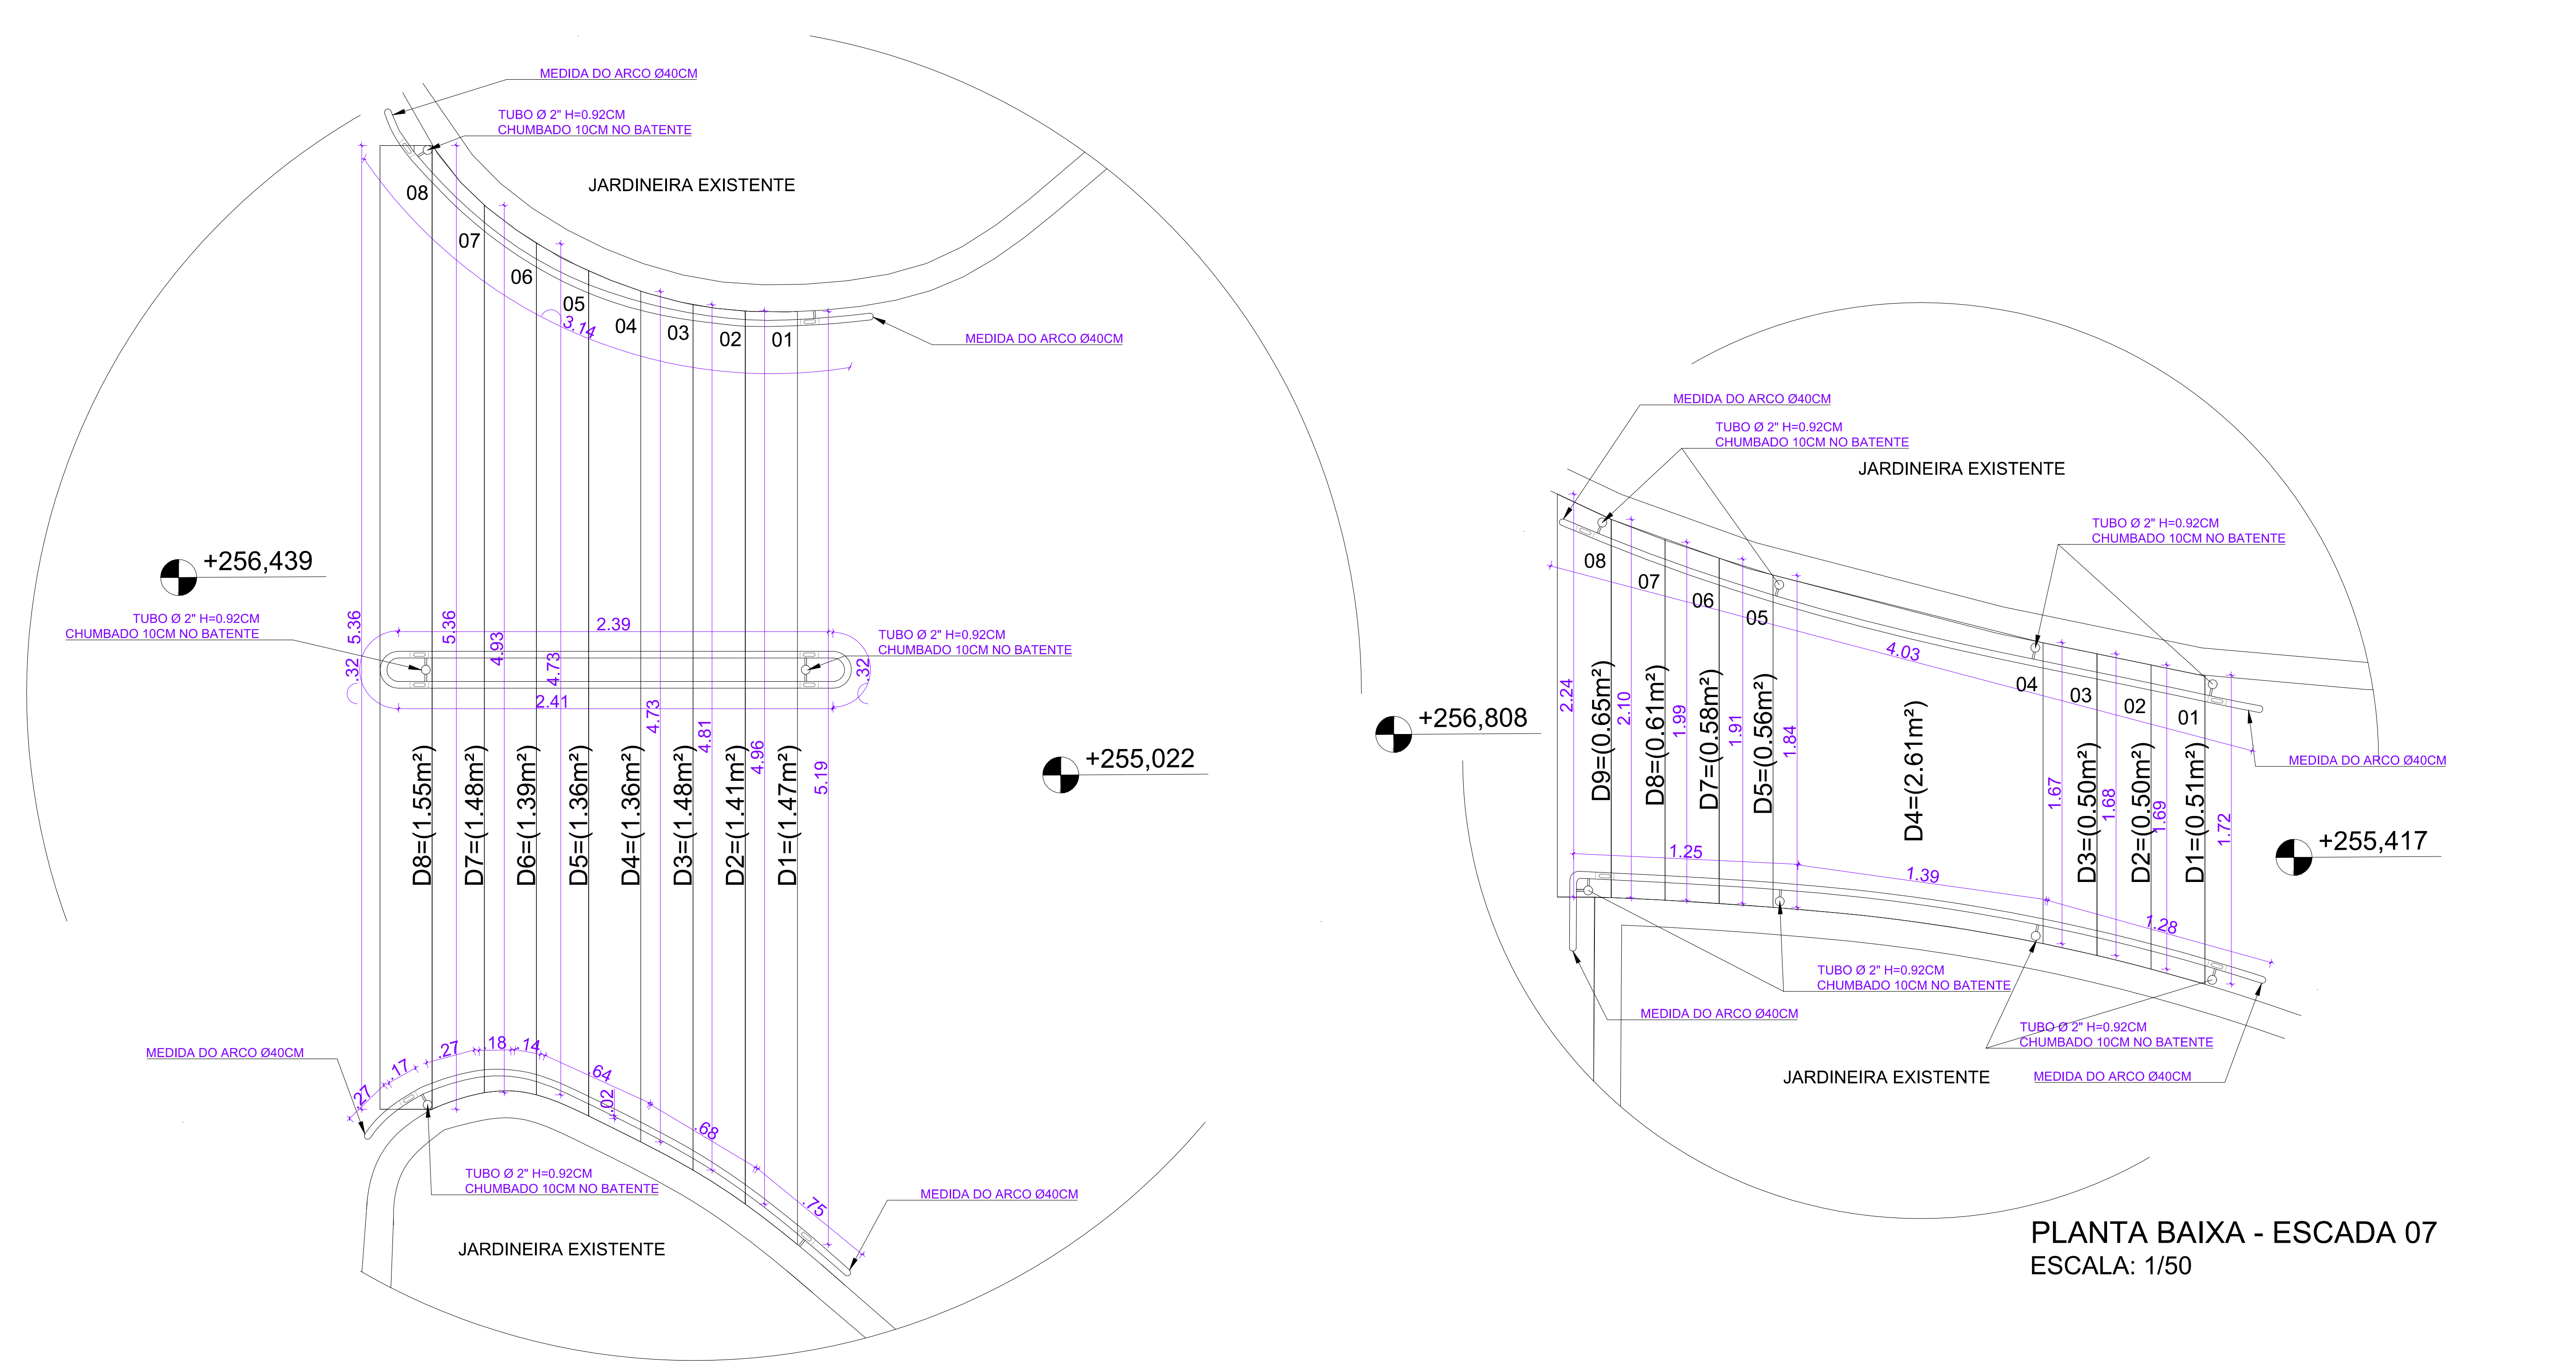 MEDIDA DO ARCO Ø40CM
TUBO Ø 2" H=0.92CM
CHUMBADO 10CM NO BATENTE
JARDINEIRA EXISTENTE
08
07
06
05
04
03
02
01
3.14
MEDIDA DO ARCO Ø40CM
+256,439
TUBO Ø 2" H=0.92CM
CHUMBADO 10CM NO BATENTE
5.36
5.36
4.93
4.73
4.73
4.81
4.96
5.19
2.39
.32
.32
2.41
TUBO Ø 2" H=0.92CM
CHUMBADO 10CM NO BATENTE
+255,022
D8=(1.55m²)
D7=(1.48m²)
D6=(1.39m²)
D5=(1.36m²)
D4=(1.36m²)
D3=(1.48m²)
D2=(1.41m²)
D1=(1.47m²)
MEDIDA DO ARCO Ø40CM
.27
.17
.27
.18
.14
.64
.02
.68
.75
TUBO Ø 2" H=0.92CM
CHUMBADO 10CM NO BATENTE
MEDIDA DO ARCO Ø40CM
JARDINEIRA EXISTENTE
MEDIDA DO ARCO Ø40CM
TUBO Ø 2" H=0.92CM
CHUMBADO 10CM NO BATENTE
JARDINEIRA EXISTENTE
TUBO Ø 2" H=0.92CM
CHUMBADO 10CM NO BATENTE
08
07
06
05
04
03
02
01
4.03
+256,808
2.24
2.10
1.99
1.91
1.84
1.67
1.68
1.69
1.72
D9=(0.65m²)
D8=(0.61m²)
D7=(0.58m²)
D5=(0.56m²)
D4=(2.61m²)
D3=(0.50m²)
D2=(0.50m²)
D1=(0.51m²)
MEDIDA DO ARCO Ø40CM
+255,417
1.25
1.39
1.28
TUBO Ø 2" H=0.92CM
CHUMBADO 10CM NO BATENTE
MEDIDA DO ARCO Ø40CM
TUBO Ø 2" H=0.92CM
CHUMBADO 10CM NO BATENTE
JARDINEIRA EXISTENTE
MEDIDA DO ARCO Ø40CM
PLANTA BAIXA - ESCADA 07
ESCALA: 1/50